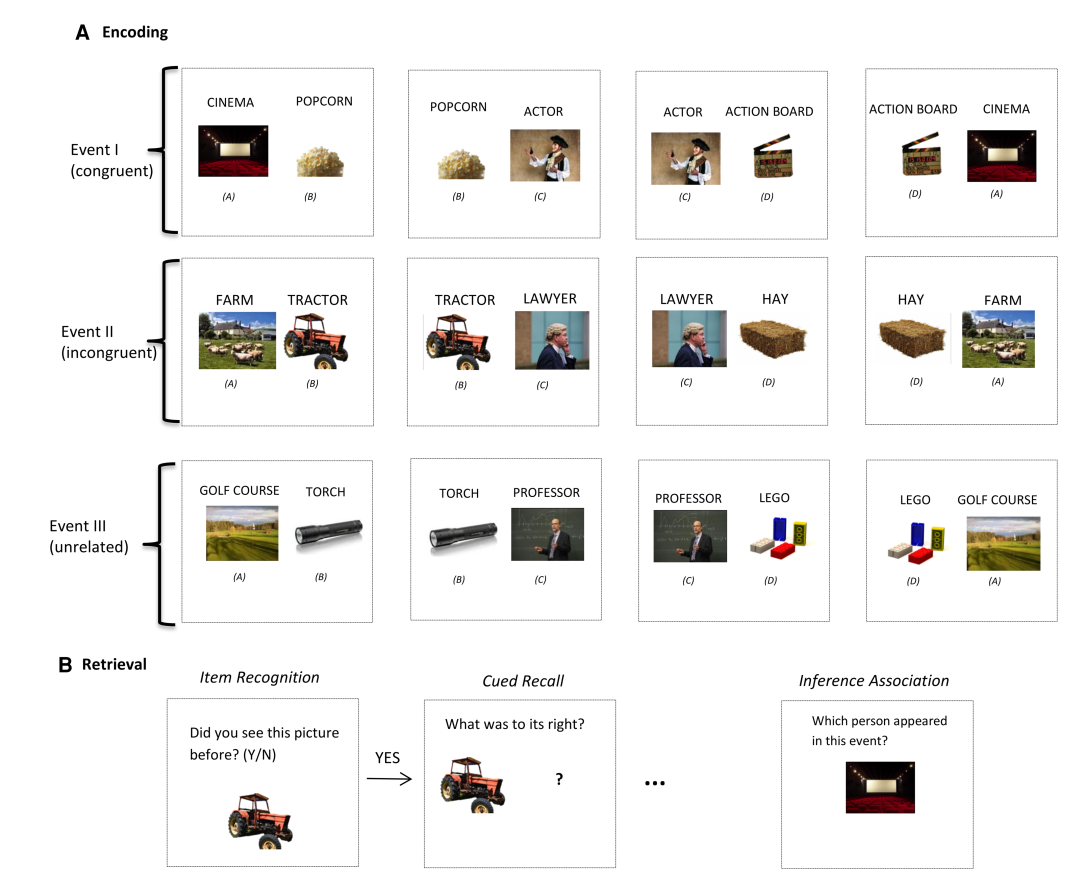 A Encoding
Event I
(congruent)
CINEMA POPCORN
(A) (B)
POPCORN ACTOR
(B) (C)
ACTOR ACTION BOARD
(C) (D)
ACTION BOARD CINEMA
(D) (A)
Event II
(incongruent)
FARM TRACTOR
(A) (B)
TRACTOR LAWYER
(B) (C)
LAWYER HAY
(C) (D)
HAY FARM
(D) (A)
Event III
(unrelated)
GOLF COURSE TORCH
(A) (B)
TORCH PROFESSOR
(B) (C)
PROFESSOR LEGO
(C) (D)
LEGO GOLF COURSE
(D) (A)
B Retrieval
Item Recognition
Did you see this picture
before? (Y/N)
YES
Cued Recall
What was to its right?
?
...
Inference Association
Which person appeared
in this event?